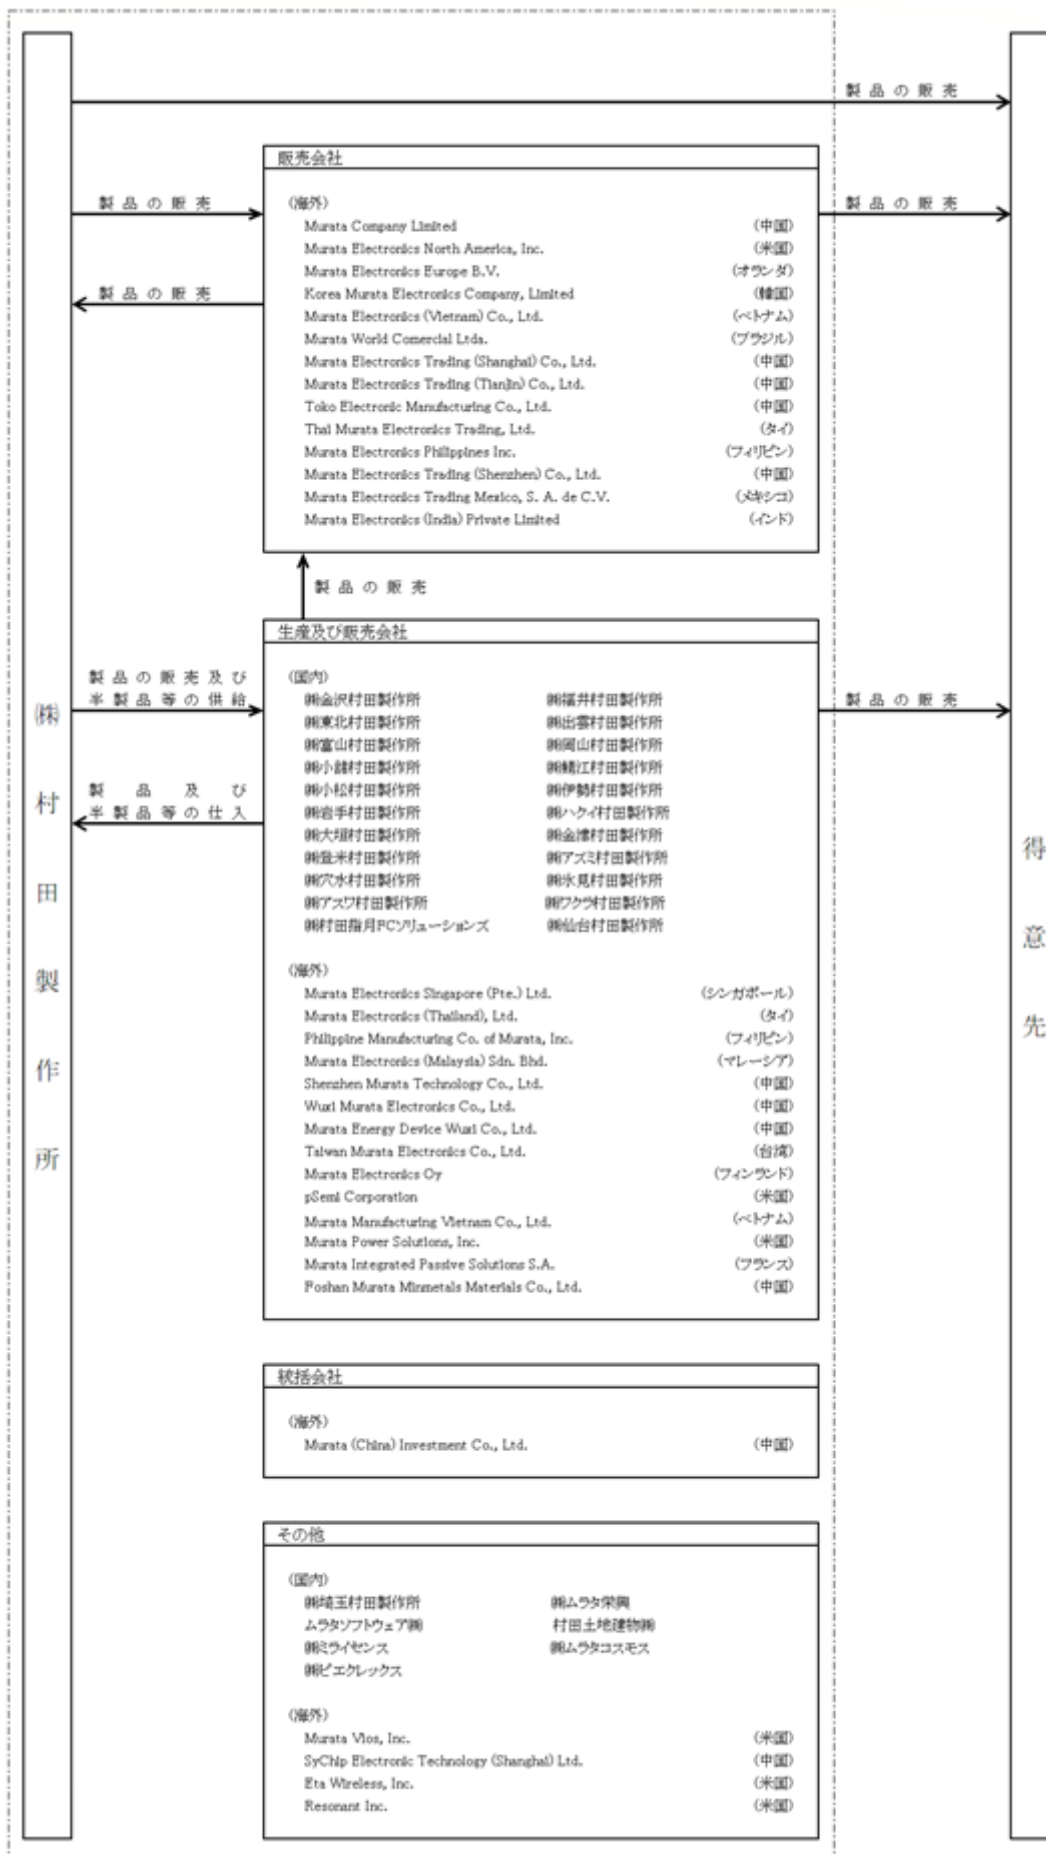 製品の販売
販売会社
(海外)
製品の販売
製品の販売
Murata Company Limited (中国)
Murata Electronics North America, Inc. (米国)
Murata Electronics Europe B.V. (オランダ)
製品の販売
Korea Murata Electronics Company, Limited (韓国)
Murata Electronics (Vietnam) Co., Ltd. (ベトナム)
Murata World Comercial Ltda. (ブラジル)
Murata Electronics Trading (Shanghai) Co., Ltd. (中国)
Murata Electronics Trading (Tianjin) Co., Ltd. (中国)
Toko Electronic Manufacturing Co., Ltd. (中国)
Thai Murata Electronics Trading, Ltd. (タイ)
Murata Electronics Philippines Inc. (フィリピン)
Murata Electronics Trading (Shenzhen) Co., Ltd. (中国)
Murata Electronics Trading Mexico, S. A. de C.V. (メキシコ)
Murata Electronics (India) Private Limited (インド)
製品の販売
生産及び販売会社
製品の販売及び
半製品等の供給
製品及び
半製品等の仕入
製品の販売
(国内)
㈱金沢村田製作所 ㈱福井村田製作所
㈱東北村田製作所 ㈱出雲村田製作所
㈱富山村田製作所 ㈱岡山村田製作所
㈱小諸村田製作所 ㈱鯖江村田製作所
㈱小松村田製作所 ㈱伊勢村田製作所
㈱岩手村田製作所 ㈱ハクイ村田製作所
㈱大垣村田製作所 ㈱金津村田製作所
㈱登米村田製作所 ㈱アズミ村田製作所
㈱穴水村田製作所 ㈱氷見村田製作所
㈱アスワ村田製作所 ㈱ワクラ村田製作所
㈱村田指月FCソリューションズ ㈱仙台村田製作所
(海外)
Murata Electronics Singapore (Pte.) Ltd. (シンガポール)
Murata Electronics (Thailand), Ltd. (タイ)
Philippine Manufacturing Co. of Murata, Inc. (フィリピン)
Murata Electronics (Malaysia) Sdn. Bhd. (マレーシア)
Shenzhen Murata Technology Co., Ltd. (中国)
Wuxi Murata Electronics Co., Ltd. (中国)
Murata Energy Device Wuxi Co., Ltd. (中国)
Taiwan Murata Electronics Co., Ltd. (台湾)
Murata Electronics Oy (フィンランド)
pSemi Corporation (米国)
Murata Manufacturing Vietnam Co., Ltd. (ベトナム)
Murata Power Solutions, Inc. (米国)
Murata Integrated Passive Solutions S.A. (フランス)
Foshan Murata Minmetals Materials Co., Ltd. (中国)
㈱村田製作所
得意先
統括会社
(海外)
Murata (China) Investment Co., Ltd. (中国)
その他
(国内)
㈱埼玉村田製作所 ㈱ムラタ栄興
ムラタソフトウェア㈱ 村田土地建物㈱
㈱ミライセンス ㈱ムラタコスモス
㈱ピエクレックス
(海外)
Murata Vios, Inc. (米国)
SyChip Electronic Technology (Shanghai) Ltd. (中国)
Eta Wireless, Inc. (米国)
Resonant Inc. (米国)